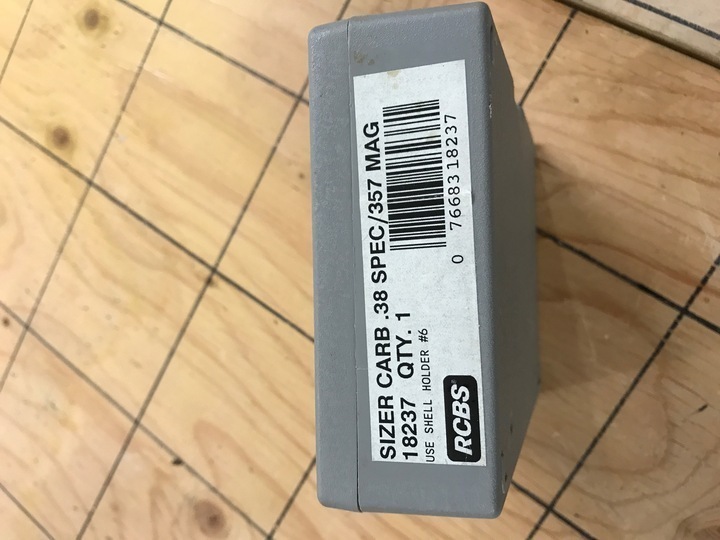 SIZER CARB .38 SPEC/357 MAG
18237 QTY. 1
USE SHELL HOLDER #6
RCBS
0 76683 18237